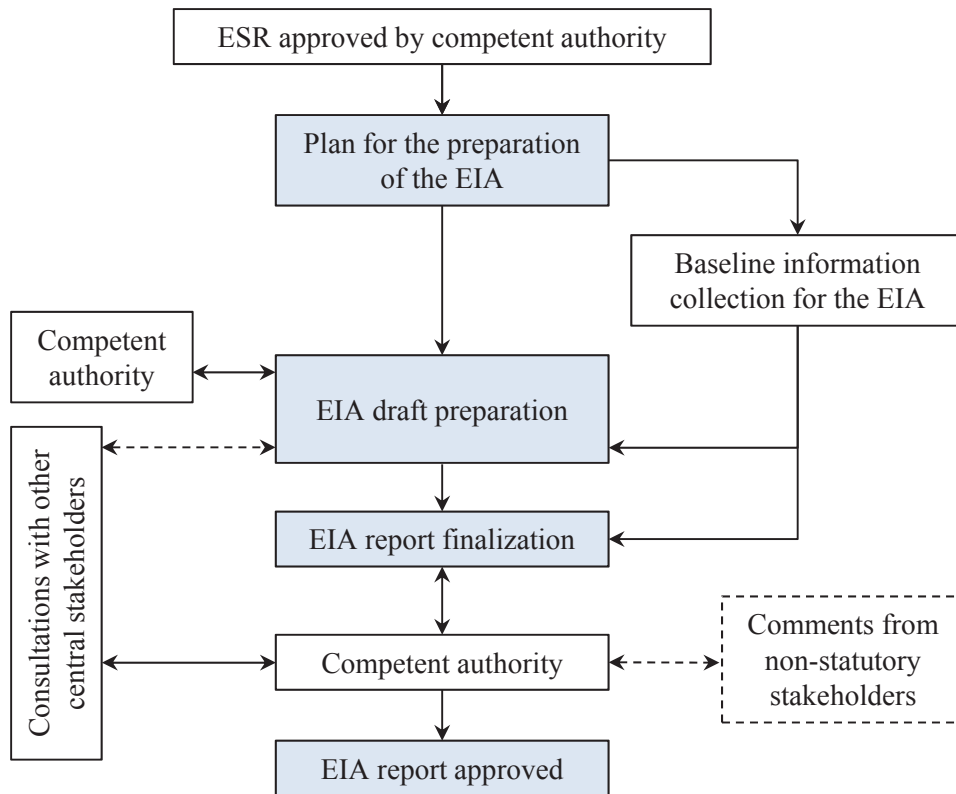 ESR approved by competent authority
Plan for the preparation
of the EIA
Baseline information
collection for the EIA
Competent
authority
EIA draft preparation
Consultations with other
central stakeholders
EIA report finalization
Competent authority
Comments from
non-statutory
stakeholders
EIA report approved